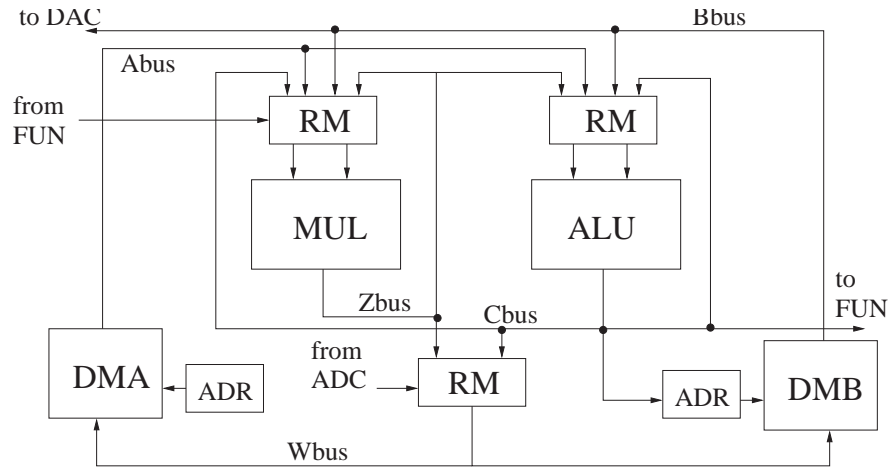 to DAC
Bbus
Abus
from
FUN
RM
RM
MUL
ALU
Zbus
Cbus
to
FUN
from
ADC
DMA
ADR
RM
ADR
DMB
Wbus